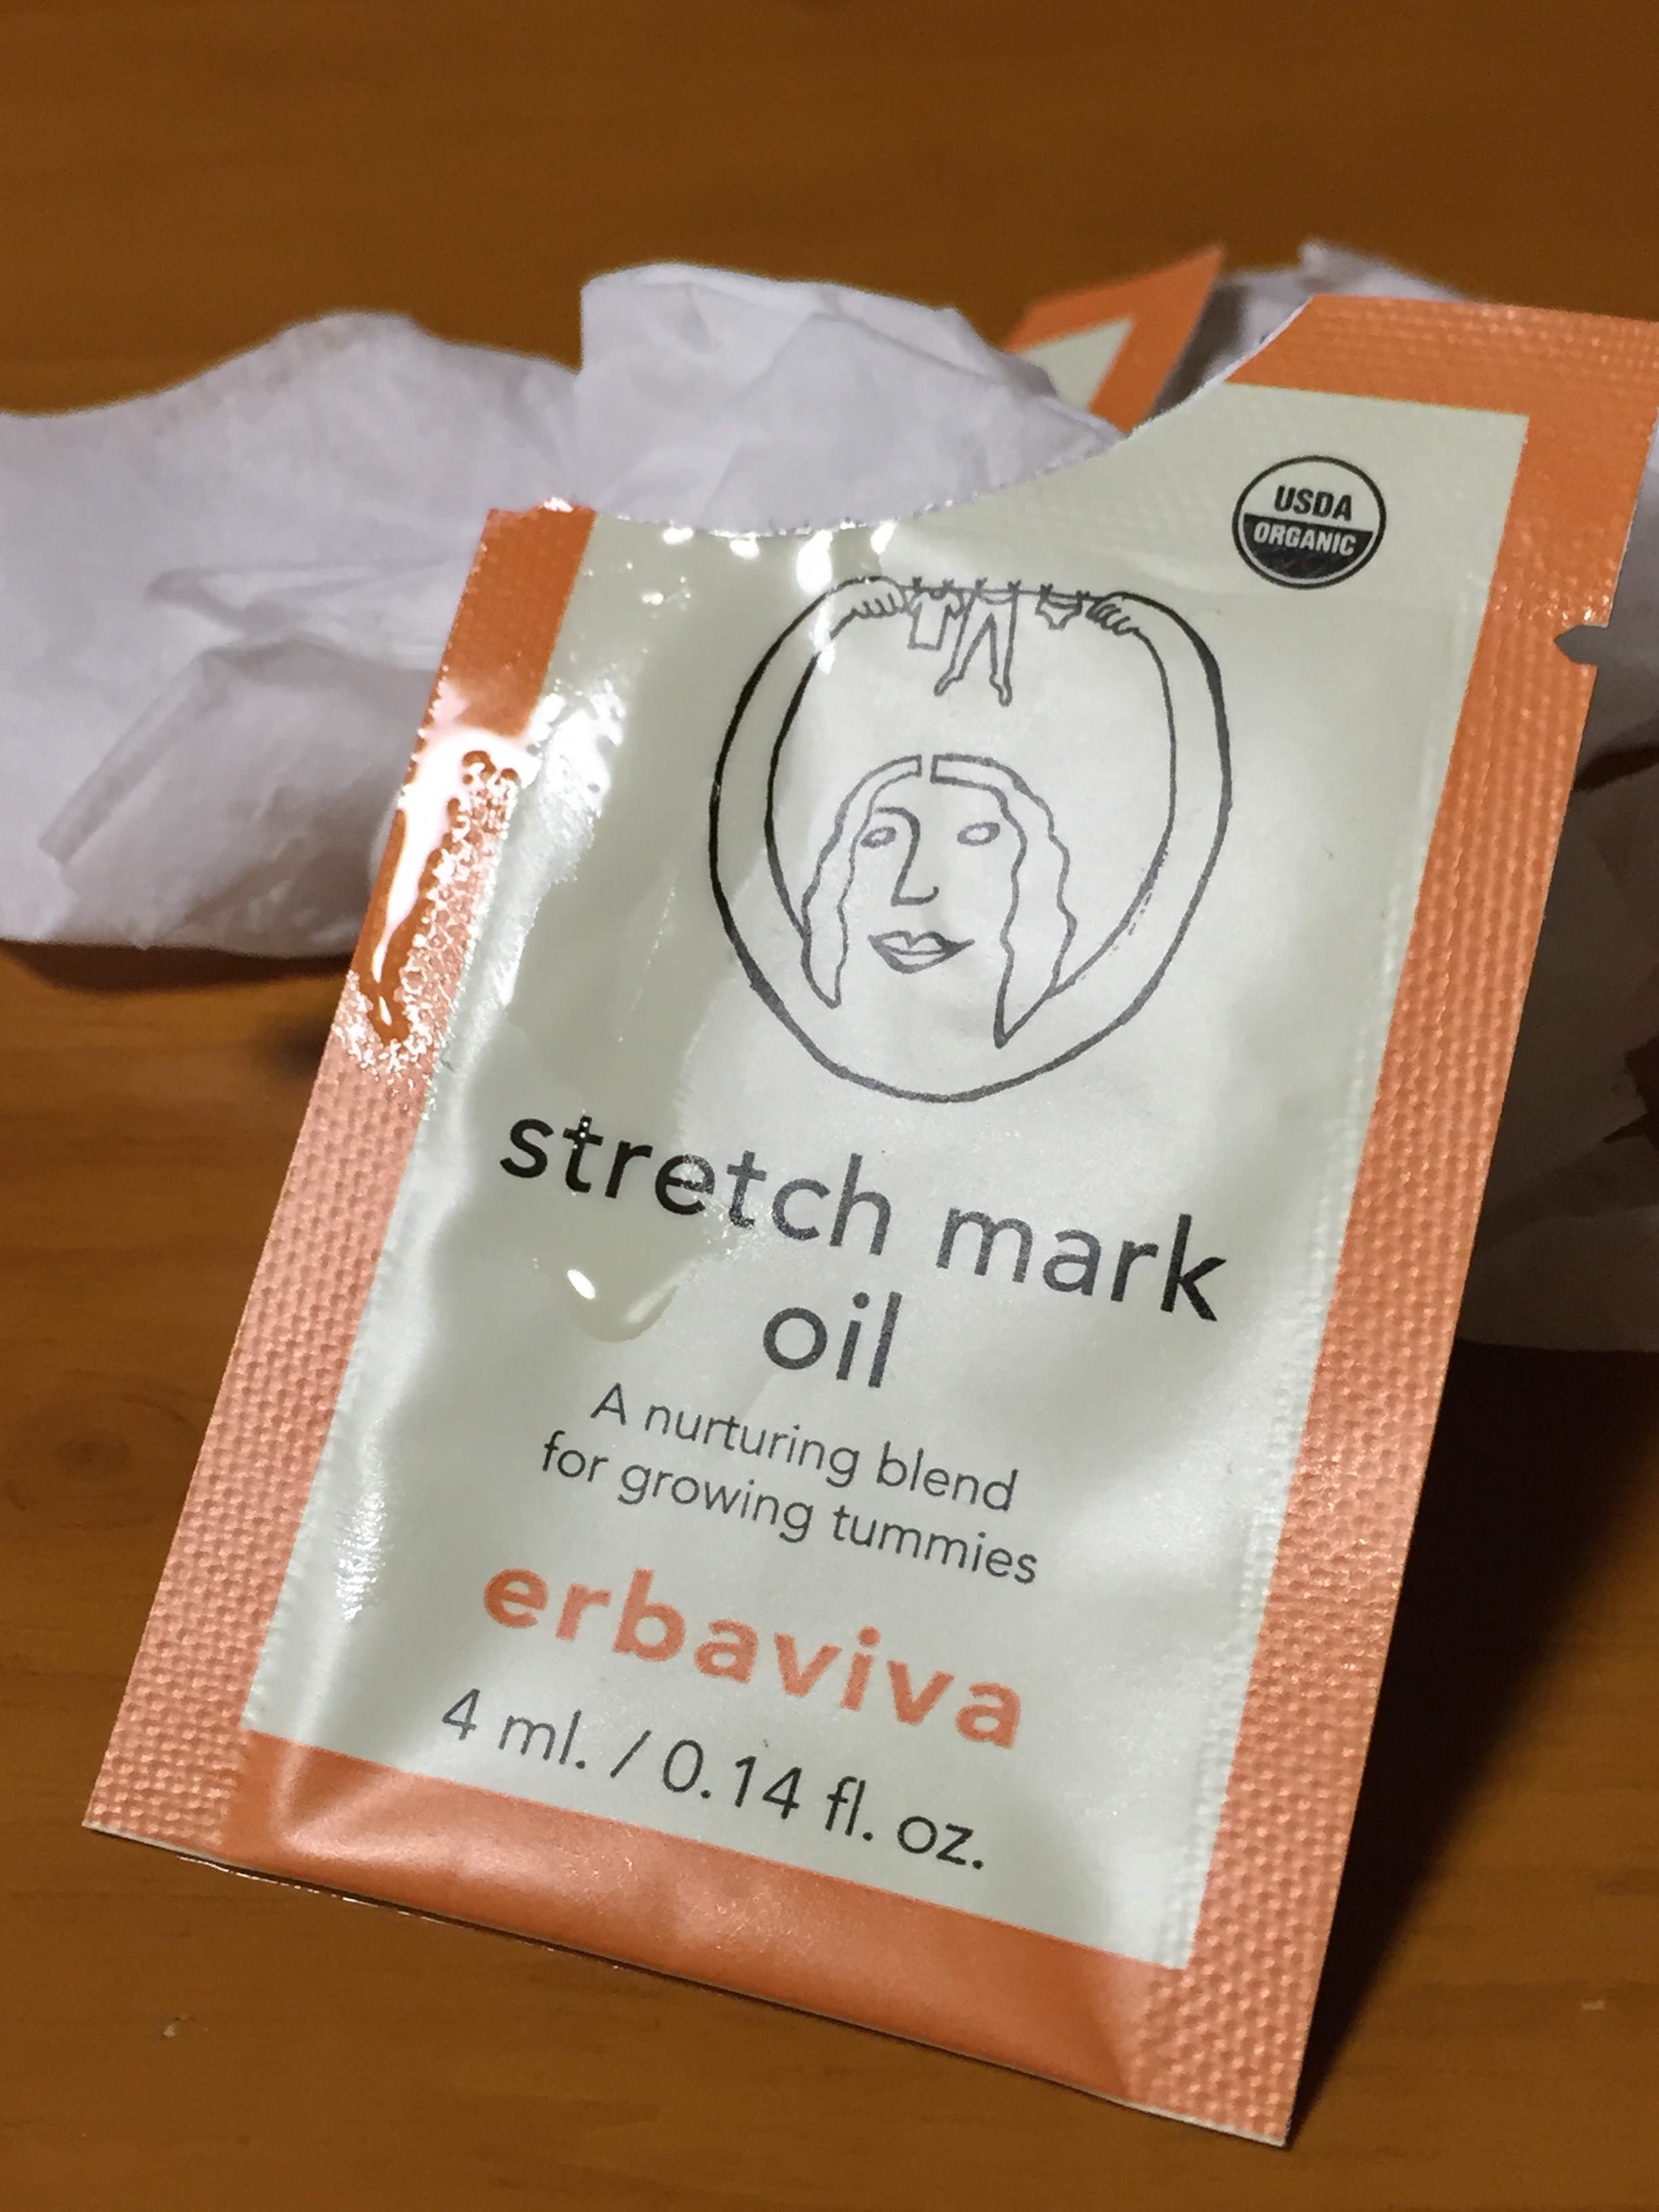 USDA
ORGANIC
stretch mark
oil
A nurturing blend
for growing tummies
erbaviva
4 ml. / 0.14 fl. oz.